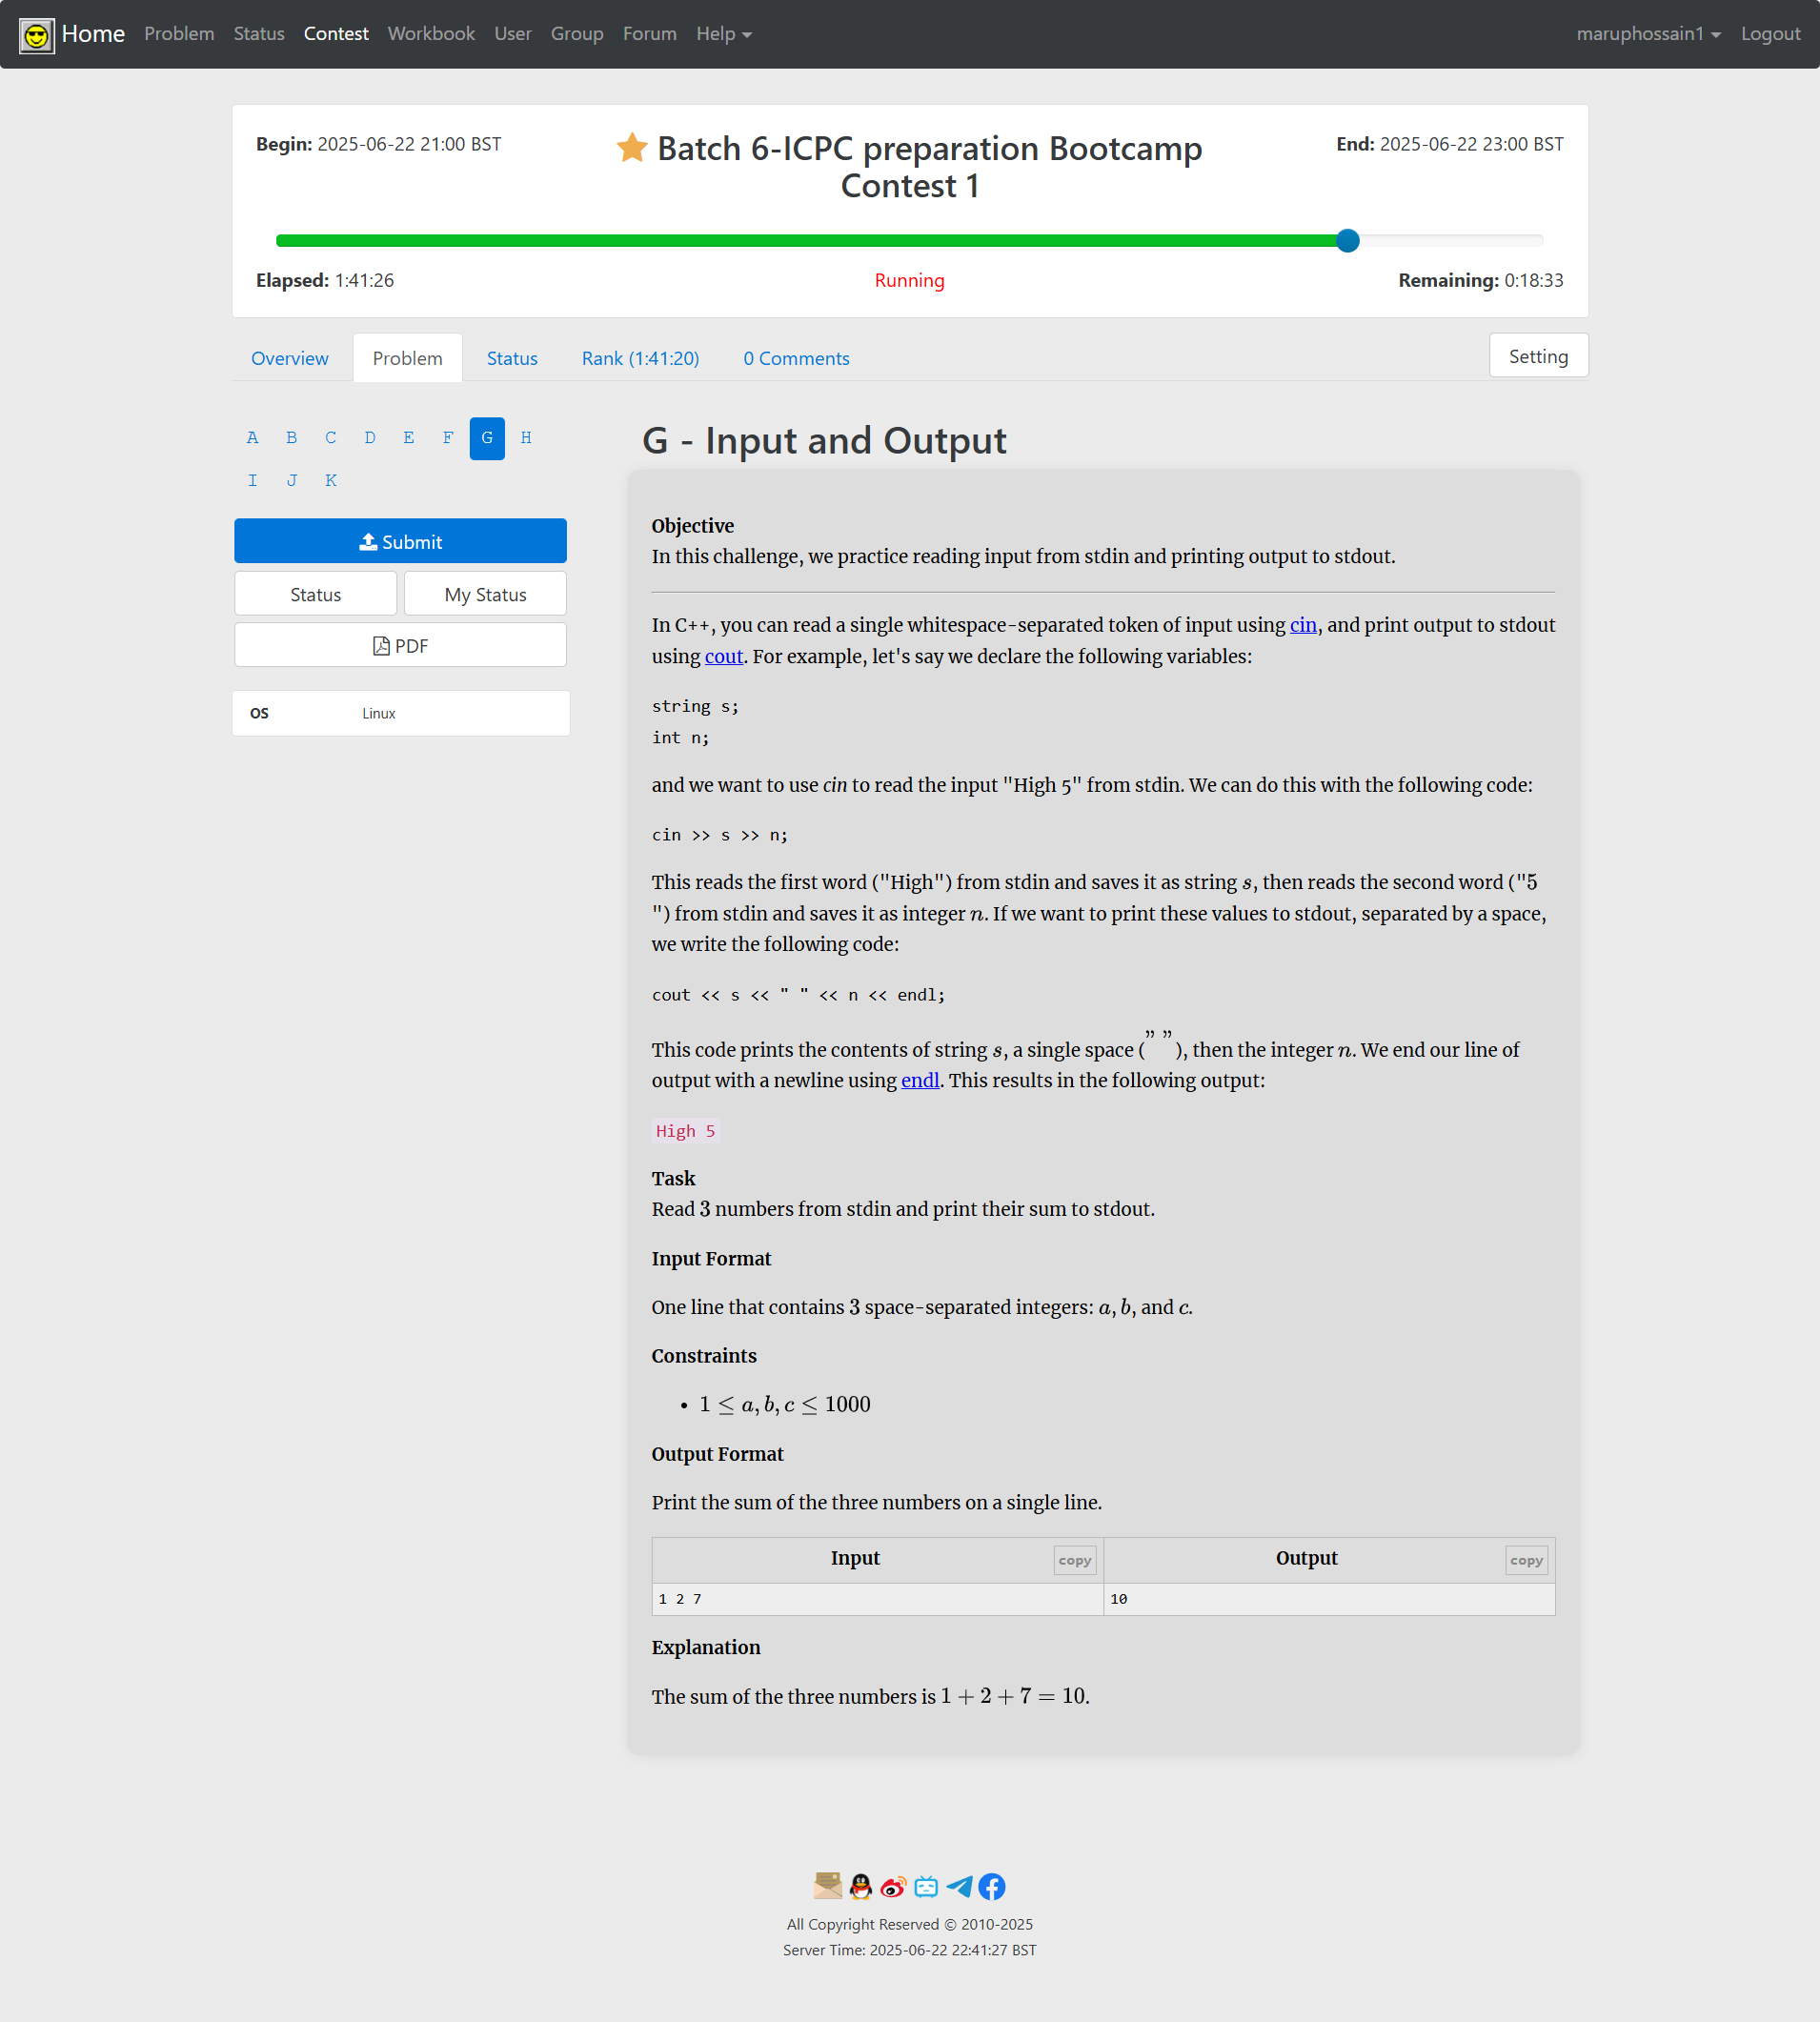 Home Problem Status Contest Workbook User Group Forum Help maruphossain1 Logout
Begin: 2025-06-22 21:00 BST
Batch 6-ICPC preparation Bootcamp
Contest 1
End: 2025-06-22 23:00 BST
Elapsed: 1:41:26
Running
Remaining: 0:18:33
Overview Problem Status Rank (1:41:20) 0 Comments Setting
A B C D E F G H
I J K
Submit
Status My Status
PDF
OS Linux
G - Input and Output
Objective
In this challenge, we practice reading input from stdin and printing output to stdout.
In C++, you can read a single whitespace-separated token of input using cin, and print output to stdout
using cout. For example, let's say we declare the following variables:
string s;
int n;
and we want to use cin to read the input "High 5" from stdin. We can do this with the following code:
cin >> s >> n;
This reads the first word ("High") from stdin and saves it as string s, then reads the second word ("5
") from stdin and saves it as integer n. If we want to print these values to stdout, separated by a space,
we write the following code:
cout << s << " " << n << endl;
This code prints the contents of string s, a single space (” ”), then the integer n. We end our line of
output with a newline using endl. This results in the following output:
High 5
Task
Read 3 numbers from stdin and print their sum to stdout.
Input Format
One line that contains 3 space-separated integers: a, b, and c.
Constraints
• 1 ≤ a, b, c ≤ 1000
Output Format
Print the sum of the three numbers on a single line.
Input copy Output copy
1 2 7 10
Explanation
The sum of the three numbers is 1 + 2 + 7 = 10.
All Copyright Reserved © 2010-2025
Server Time: 2025-06-22 22:41:27 BST